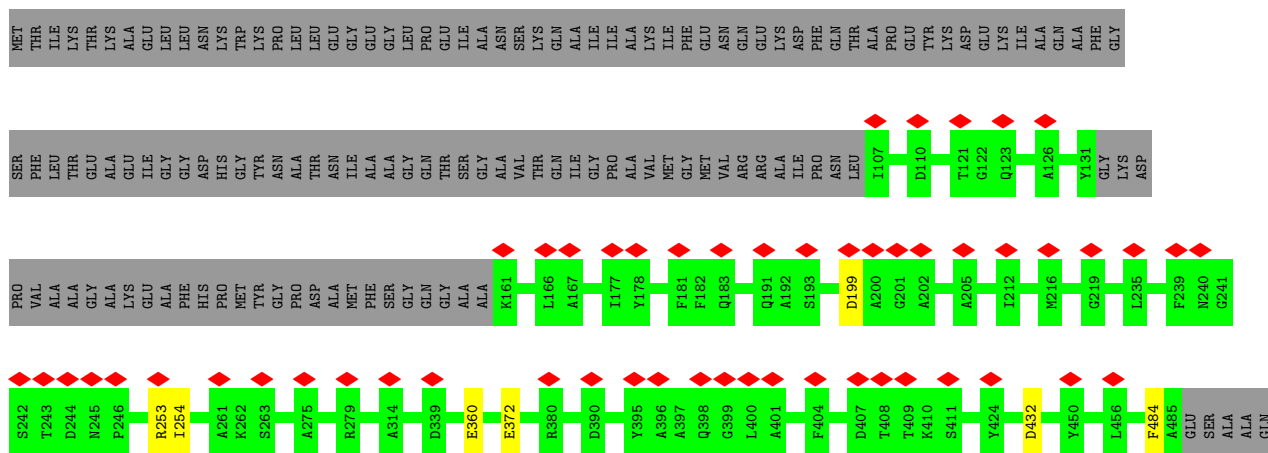 MET THR ILE LYS THR LYS ALA GLU LEU LEU ASN LYS TRP LYS PRO LEU LEU GLU GLY GLU GLY LEU PRO GLU ILE ALA ASN SER LYS GLN ALA ILE ILE ALA LYS ILE PHE GLU ASN GLN GLU LYS ASP PHE GLN THR ALA PRO GLU TYR LYS ASP GLU LYS ILE ALA GLN ALA PHE GLY
SER PHE LEU THR GLU ALA GLU ILE GLY GLY ASP HIS GLY TYR ASN ALA THR ASN ILE ALA ALA GLY GLN THR SER GLY ALA VAL THR GLN ILE GLY PRO ALA VAL MET GLY MET VAL ARG ARG ALA ILE PRO ASN LEU I107 D110 T121 G122 Q123 A126 Y131 GLY LYS ASP
PRO VAL ALA ALA GLY ALA LYS GLU ALA PHE HIS PRO MET TYR GLY PRO ASP ALA MET PHE SER GLY GLN GLY ALA ALA K161 L166 A167 I177 Y178 F181 F182 Q183 Q191 A192 S193 D199 A200 G201 A202 A205 I212 M216 G219 L235 F239 N240 G241
S242 T243 D244 N245 P246 R253 I254 A261 K262 S263 A275 R279 A314 D339 E360 E372 R380 D390 Y395 A396 A397 Q398 G399 L400 A401 F404 D407 T408 T409 K410 S411 Y424 D432 Y450 L456 F484 A485 GLU SER ALA ALA GLN